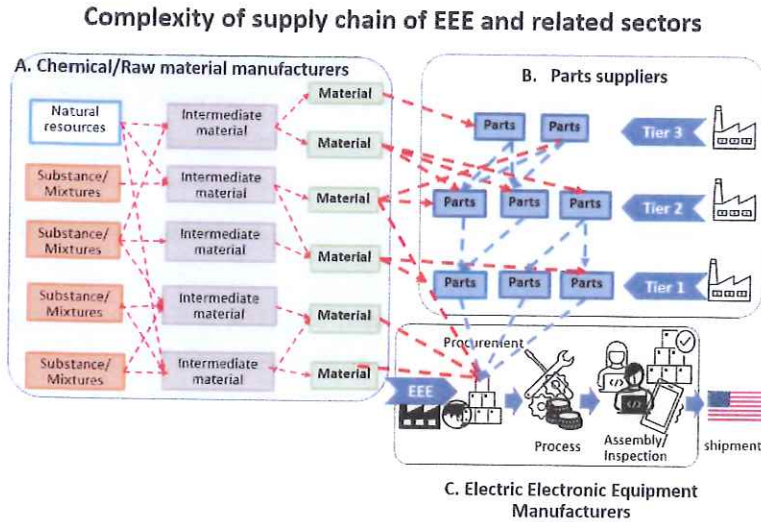 Complexity of supply chain of EEE and related sectors
A. Chemical/Raw material manufacturers
Natural
resources
Substance/
Mixtures
Substance/
Mixtures
Substance/
Mixtures
Substance/
Mixtures
Intermediate
material
Intermediate
material
Intermediate
material
Intermediate
material
Intermediate
material
Material
Material
Material
Material
Material
Material
B. Parts suppliers
Parts
Parts
Tier 3
Parts
Parts
Parts
Tier 2
Parts
Parts
Parts
Tier 1
Procurement
EEE
Process
Assembly/
Inspection
shipment
C. Electric Electronic Equipment
Manufacturers